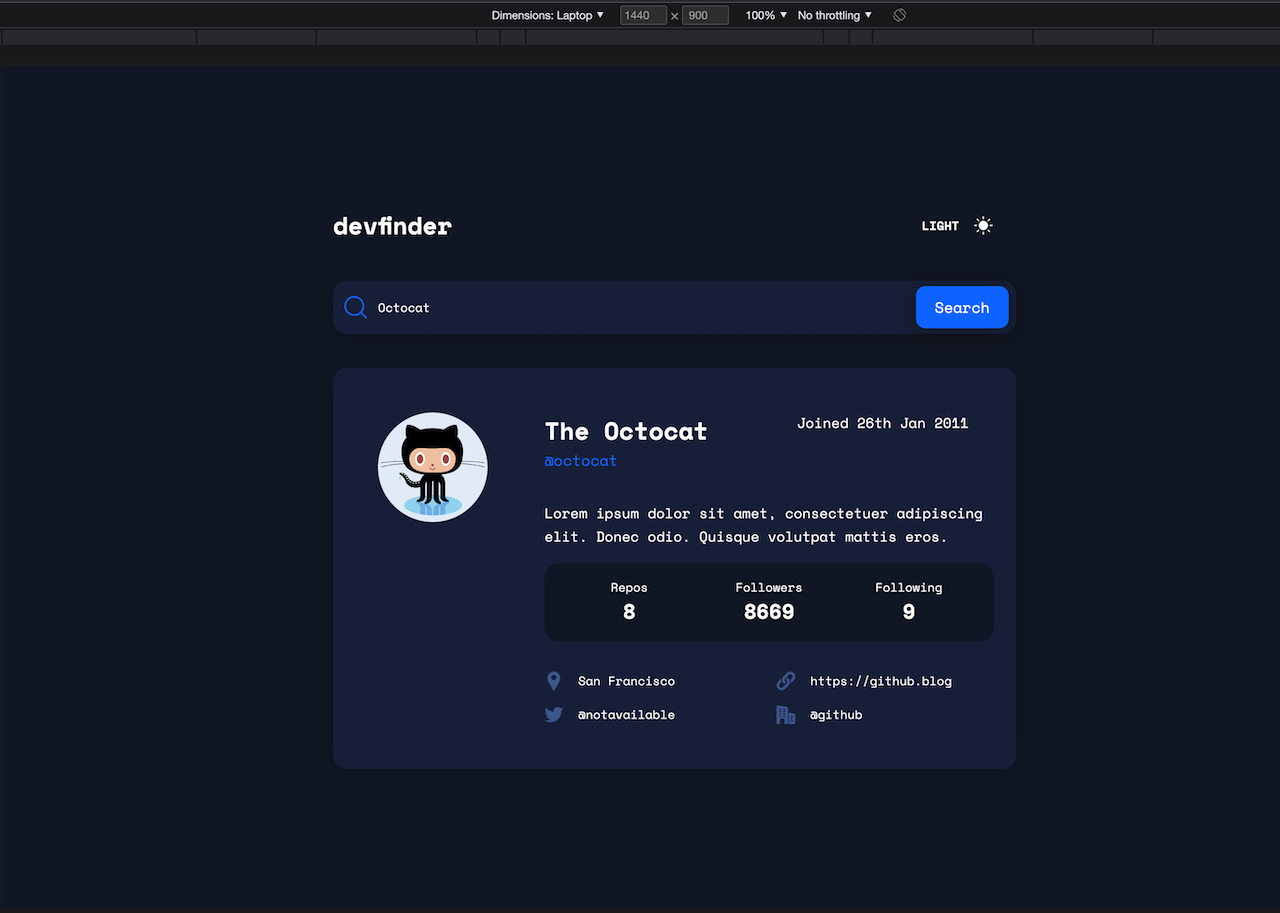 Dimensions: Laptop ▼ 1440 × 900 100% ▼ No throttling ▼
devfinder LIGHT
Octocat Search
The Octocat Joined 26th Jan 2011
@octocat
Lorem ipsum dolor sit amet, consectetuer adipiscing
elit. Donec odio. Quisque volutpat mattis eros.
Repos Followers Following
8 8669 9
San Francisco https://github.blog
@notavailable @github